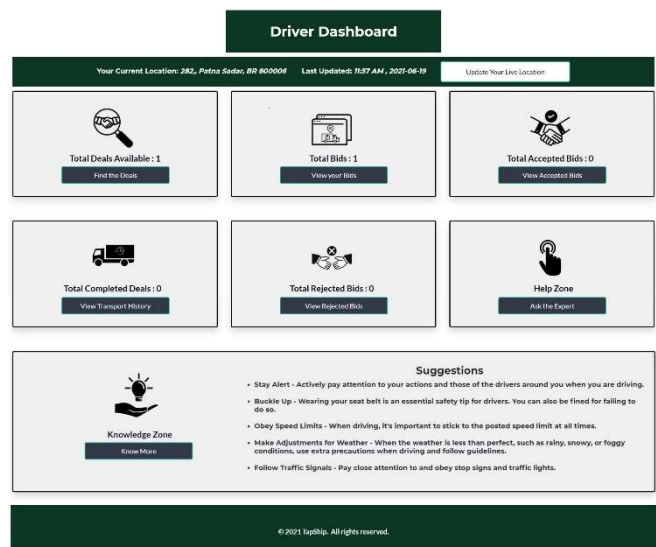 Driver Dashboard
Your Current Location: 282,, Patna Sadar, BR 800006 Last Updated: 11:57 AM , 2021-06-19 Update Your Live Location
Total Deals Available : 1
Find the Deals
Total Bids : 1
View your Bids
Total Accepted Bids : 0
View Accepted Bids
Total Completed Deals : 0
View Transport History
Total Rejected Bids : 0
View Rejected Bids
Help Zone
Ask the Expert
Knowledge Zone
Know More
Suggestions
• Stay Alert - Actively pay attention to your actions and those of the drivers around you when you are driving.
• Buckle Up - Wearing your seat belt is an essential safety tip for drivers. You can also be fined for failing to
do so.
• Obey Speed Limits - When driving, it's important to stick to the posted speed limit at all times.
• Make Adjustments for Weather - When the weather is less than perfect, such as rainy, snowy, or foggy
conditions, use extra precautions when driving and follow guidelines.
• Follow Traffic Signals - Pay close attention to and obey stop signs and traffic lights.
© 2021 TapShip. All rights reserved.